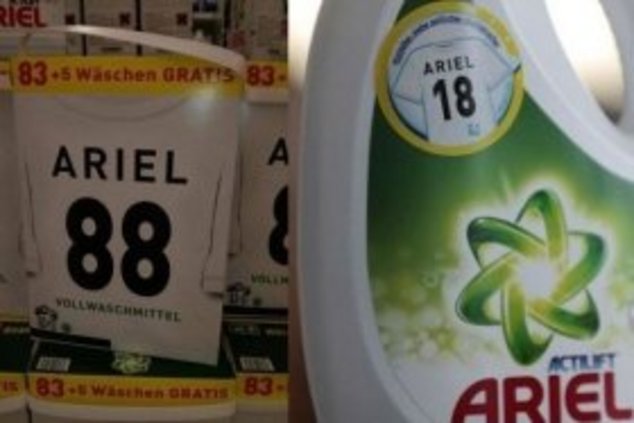 ARIEL
83 +5 Wäschen GRATIS
83 +
ARIEL
88
VOLLWASCHMITTEL
83 +5 Wäschen GRATIS
83 +
ARIEL
18
ACTILIFT
ARIEL